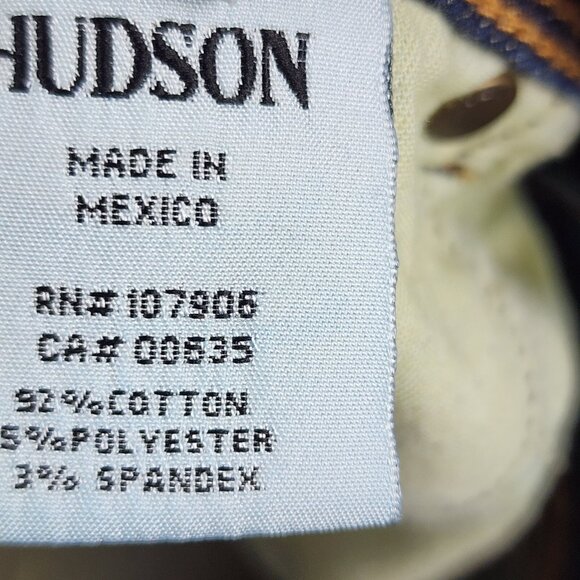 HUDSON
MADE IN
MEXICO
RN# 107906
CA# 00635
92%COTTON
5%POLYESTER
3% SPANDEX